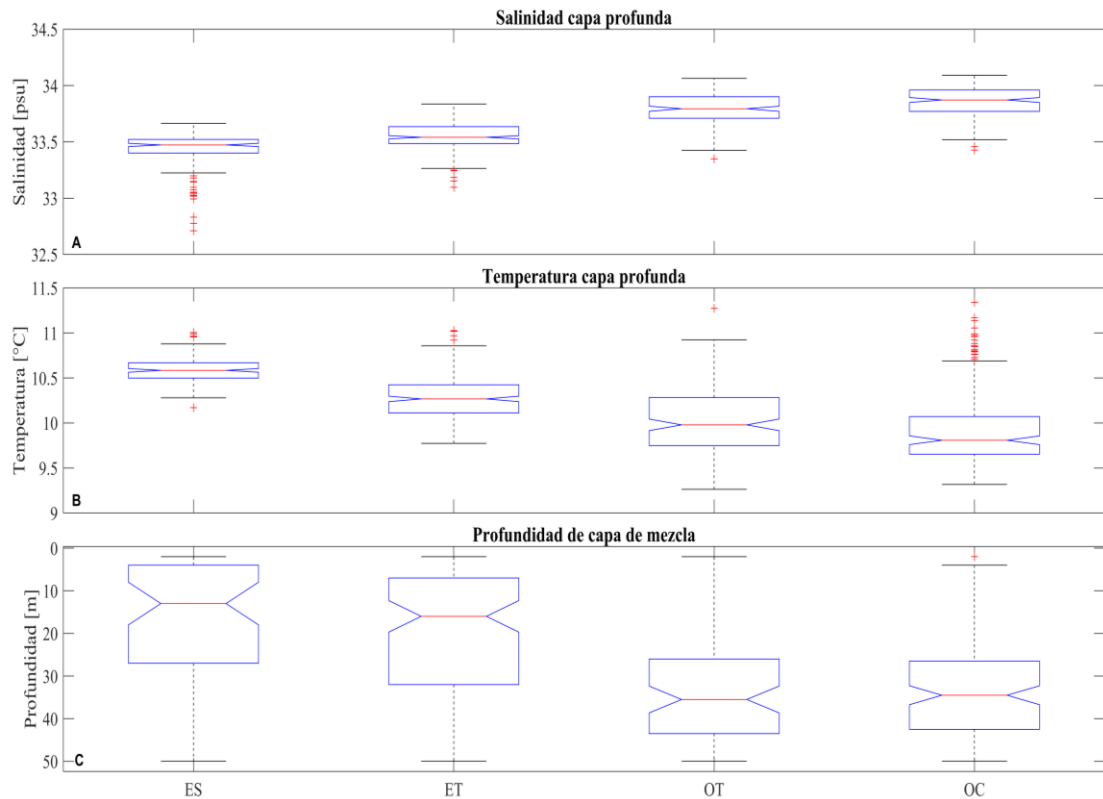 Salinidad capa profunda
34.5
34
33.5
33
32.5
Salinidad [psu]
A
Temperatura capa profunda
11.5
11
10.5
10
9.5
9
Temperatura [°C]
B
Profundidad de capa de mezcla
0
10
20
30
40
50
Profundidad [m]
C
ES ET OT OC